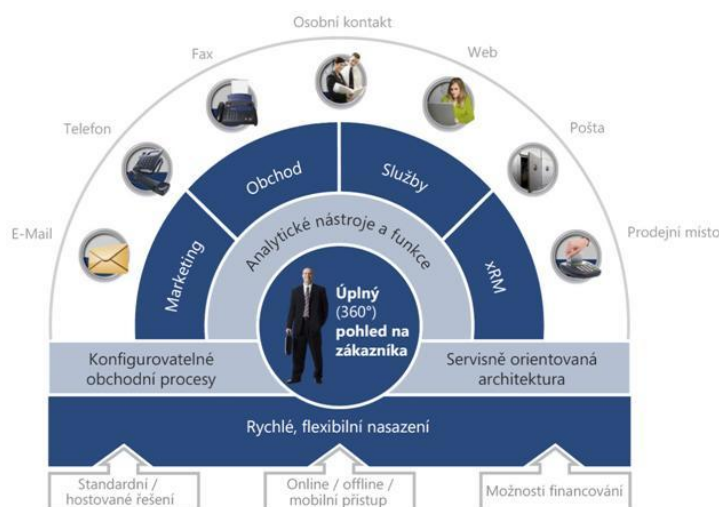 Osobní kontakt
Fax
Web
Telefon
Pošta
E-Mail
Prodejní místo
Obchod
Služby
Marketing
xRM
Analytické nástroje a funkce
Úplný
(360°)
pohled na
zákazníka
Konfigurovatelné
obchodní procesy
Servisně orientovaná
architektura
Rychlé, flexibilní nasazení
Standardní /
hostované řešení
Online / offline /
mobilní přístup
Možnosti financování